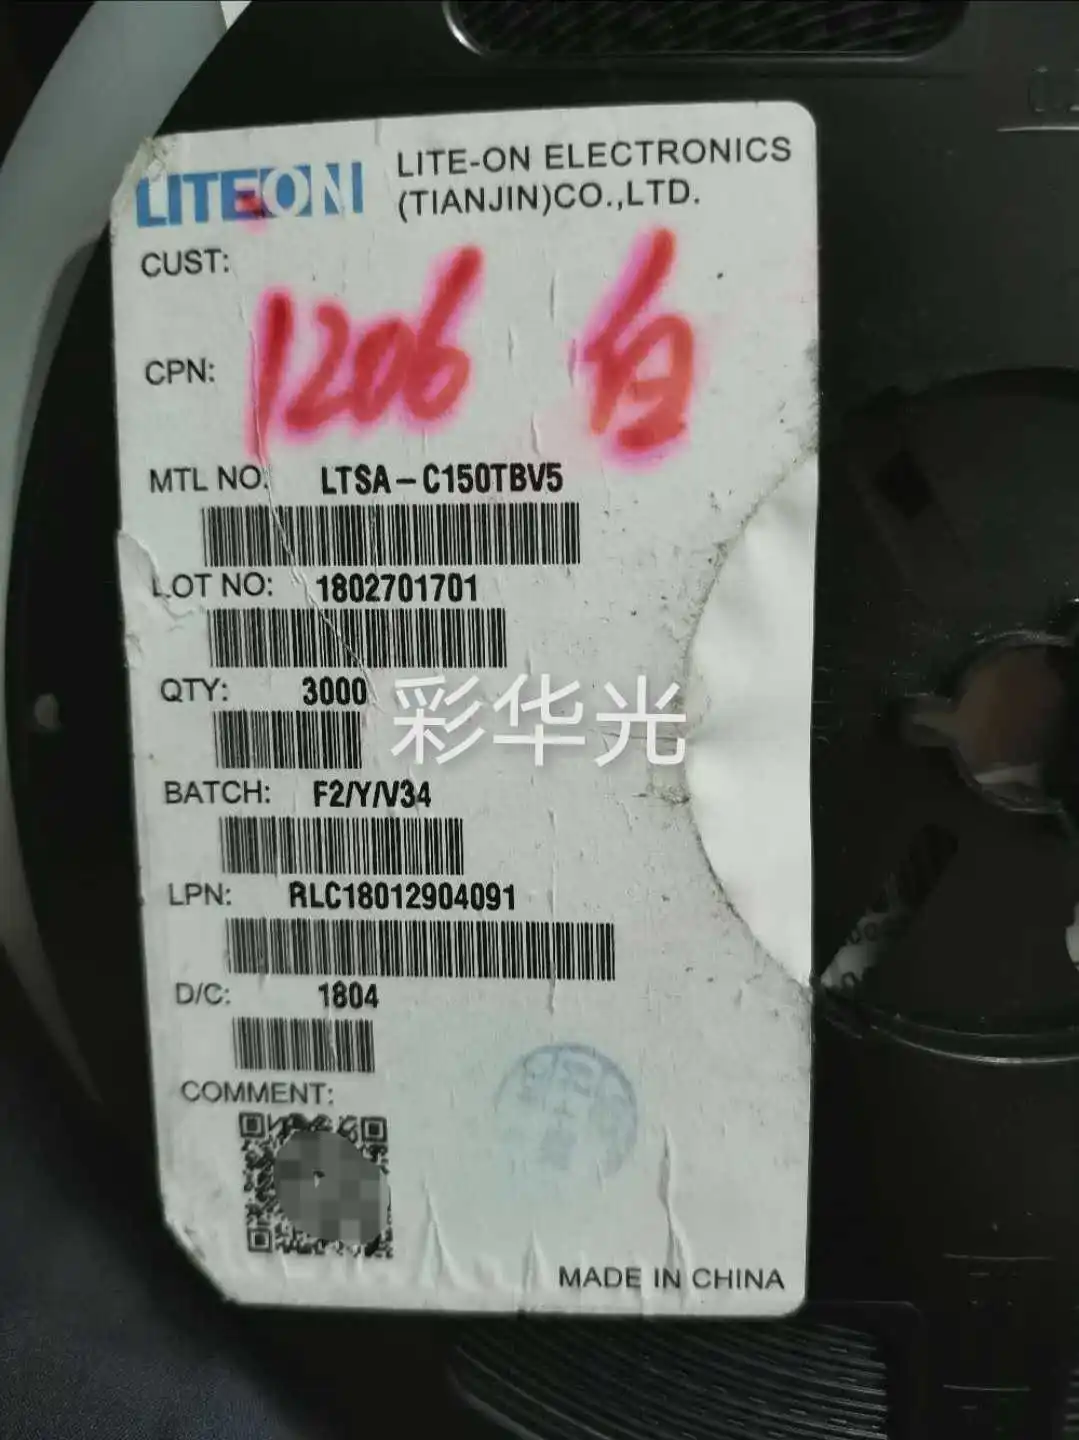 LITEON
LITE-ON ELECTRONICS
(TIANJIN)CO.,LTD.
CUST:
1206 白
CPN:
MTL NO: LTSA-C150TBV5
LOT NO: 1802701701
QTY: 3000
彩华光
BATCH: F2/Y/V34
LPN: RLC18012904091
D/C: 1804
COMMENT:
MADE IN CHINA